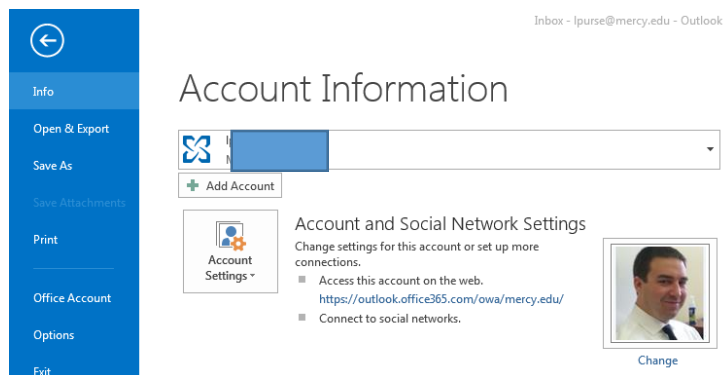 Inbox - lpurse@mercy.edu - Outlook
Info
Open & Export
Save As
Save Attachments
Print
Office Account
Options
Exit
Account Information
Add Account
Account
Settings
Account and Social Network Settings
Change settings for this account or set up more
connections.
Access this account on the web.
https://outlook.office365.com/owa/mercy.edu/
Connect to social networks.
Change